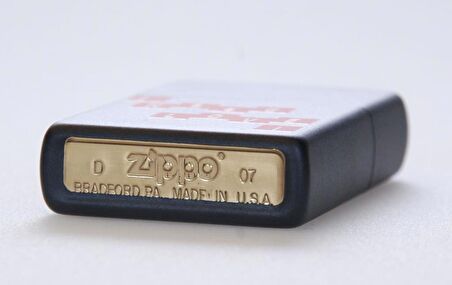 D zippo® 07
BRADFORD.PA. MADE IN U.S.A